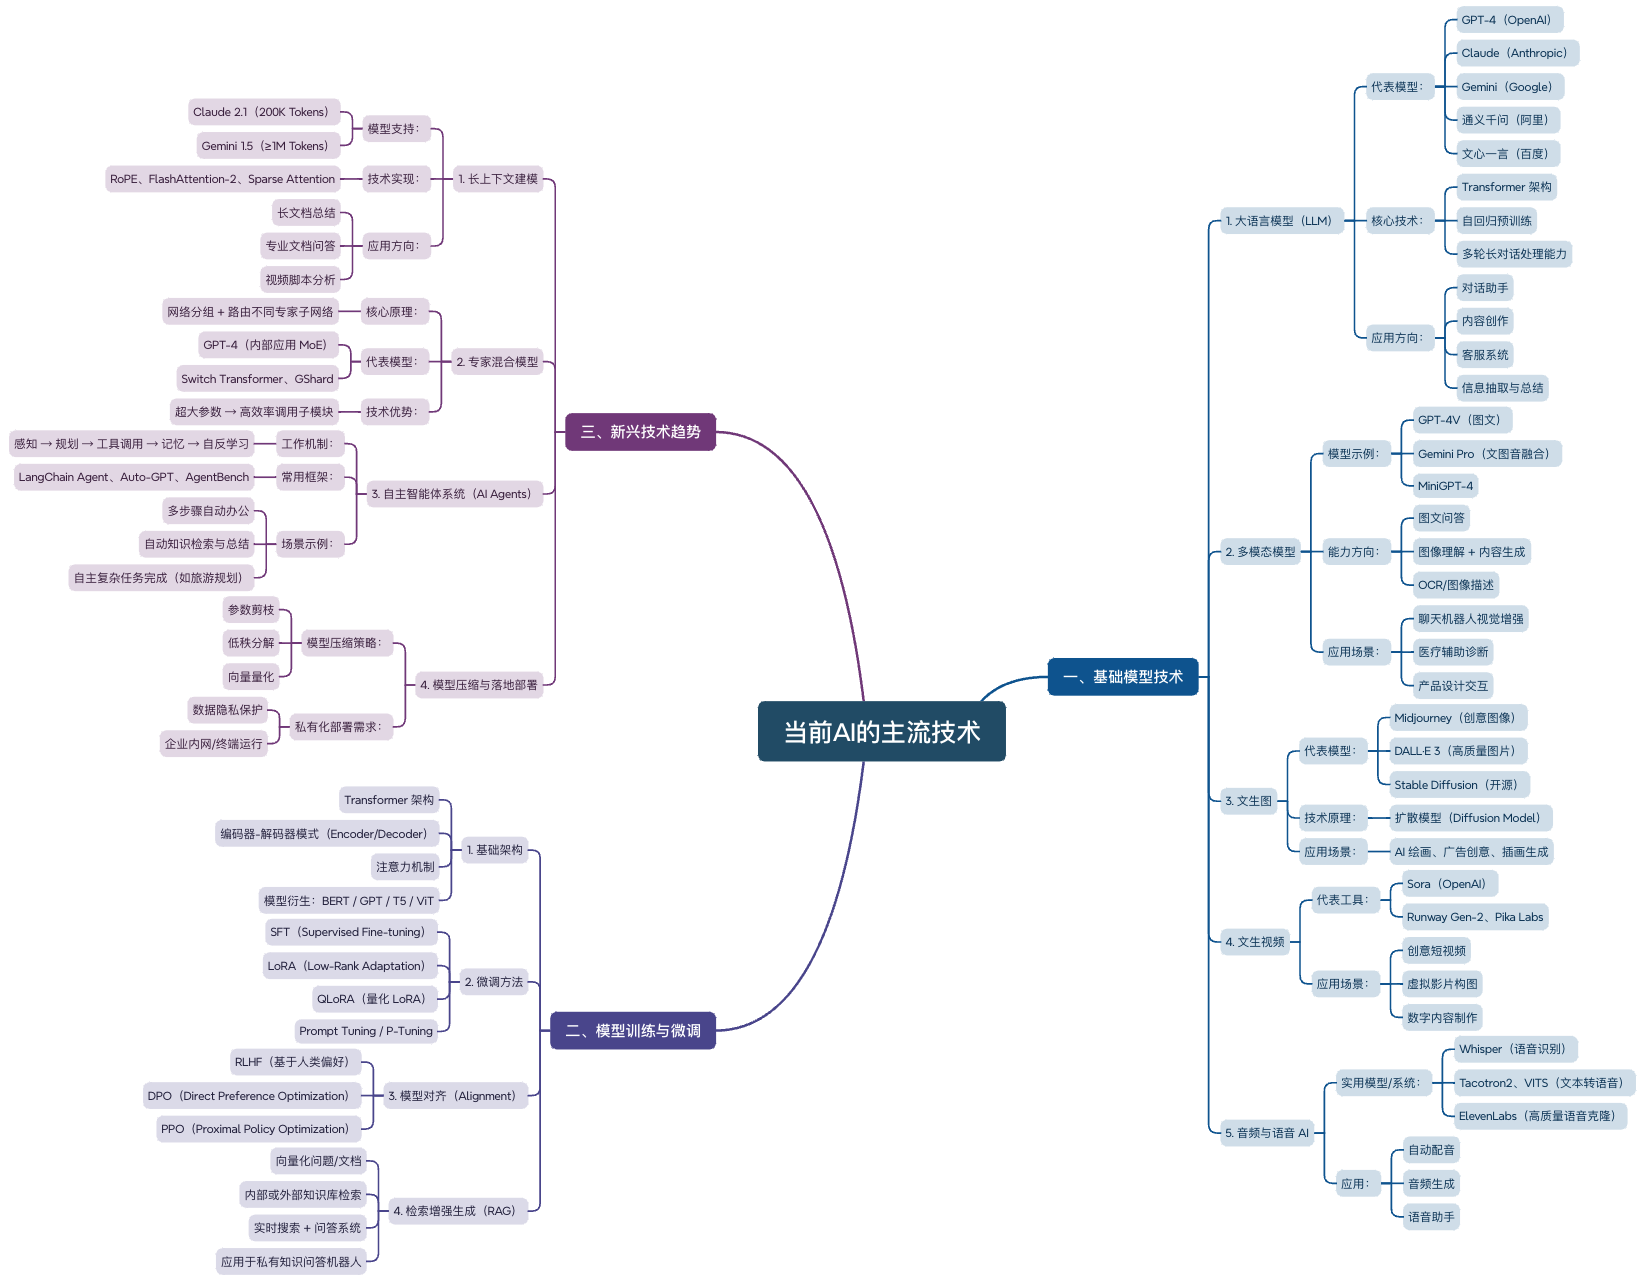 当前AI的主流技术
一、基础模型技术
1. 大语言模型（LLM）
代表模型：
GPT-4（OpenAI）
Claude（Anthropic）
Gemini（Google）
通义千问（阿里）
文心一言（百度）
核心技术：
Transformer 架构
自回归预训练
多轮长对话处理能力
应用方向：
对话助手
内容创作
客服系统
信息抽取与总结
2. 多模态模型
模型示例：
GPT-4V（图文）
Gemini Pro（文图音融合）
MiniGPT-4
能力方向：
图文问答
图像理解 + 内容生成
OCR/图像描述
应用场景：
聊天机器人视觉增强
医疗辅助诊断
产品设计交互
3. 文生图
代表模型：
Midjourney（创意图像）
DALL·E 3（高质量图片）
Stable Diffusion（开源）
技术原理：
扩散模型（Diffusion Model）
应用场景：
AI 绘画、广告创意、插画生成
4. 文生视频
代表工具：
Sora（OpenAI）
Runway Gen-2、Pika Labs
应用场景：
创意短视频
虚拟影片构图
数字内容制作
5. 音频与语音 AI
实用模型/系统：
Whisper（语音识别）
Tacotron2、VITS（文本转语音）
ElevenLabs（高质量语音克隆）
应用：
自动配音
音频生成
语音助手
二、模型训练与微调
1. 基础架构
Transformer 架构
编码器-解码器模式（Encoder/Decoder）
注意力机制
模型衍生：BERT / GPT / T5 / ViT
2. 微调方法
SFT（Supervised Fine-tuning）
LoRA（Low-Rank Adaptation）
QLoRA（量化 LoRA）
Prompt Tuning / P-Tuning
3. 模型对齐（Alignment）
RLHF（基于人类偏好）
DPO（Direct Preference Optimization）
PPO（Proximal Policy Optimization）
4. 检索增强生成（RAG）
向量化问题/文档
内部或外部知识库检索
实时搜索 + 问答系统
应用于私有知识问答机器人
三、新兴技术趋势
1. 长上下文建模
模型支持：
Claude 2.1（200K Tokens）
Gemini 1.5（≥1M Tokens）
技术实现：
RoPE、FlashAttention-2、Sparse Attention
应用方向：
长文档总结
专业文档问答
视频脚本分析
2. 专家混合模型
核心原理：
网络分组 + 路由不同专家子网络
代表模型：
GPT-4（内部应用 MoE）
Switch Transformer、GShard
技术优势：
超大参数 → 高效率调用子模块
3. 自主智能体系统（AI Agents）
工作机制：
感知 → 规划 → 工具调用 → 记忆 → 自反学习
常用框架：
LangChain Agent、Auto-GPT、AgentBench
场景示例：
多步骤自动办公
自动知识检索与总结
自主复杂任务完成（如旅游规划）
4. 模型压缩与落地部署
模型压缩策略：
参数剪枝
低秩分解
向量量化
私有化部署需求：
数据隐私保护
企业内网/终端运行